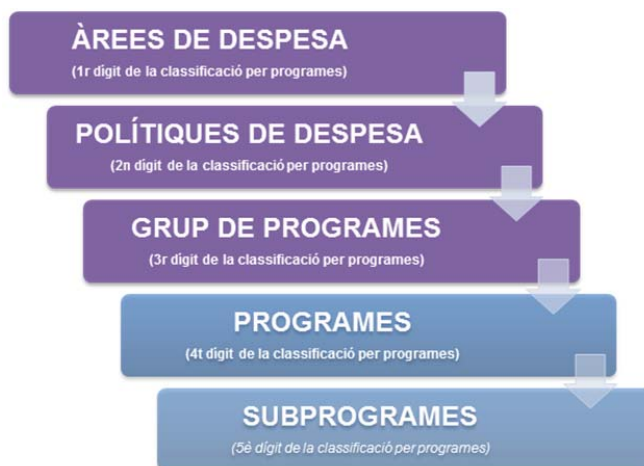 ÀREES DE DESPESA
(1r dígit de la classificació per programes)
POLÍTIQUES DE DESPESA
(2n dígit de la classificació per programes)
GRUP DE PROGRAMES
(3r dígit de la classificació per programes)
PROGRAMES
(4t dígit de la classificació per programes)
SUBPROGRAMES
(5è dígit de la classificació per programes)